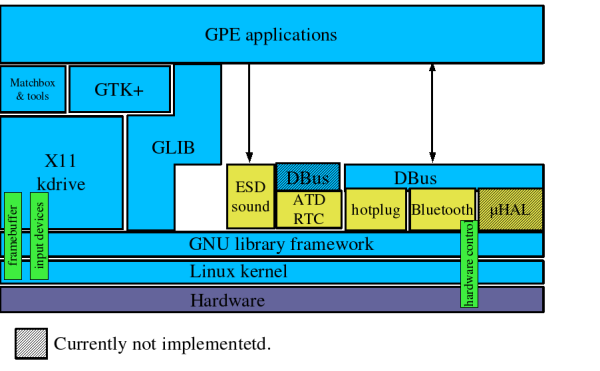 GPE applications
Matchbox
& tools
GTK+
GLIB
X11
kdrive
ESD
sound
DBus
ATD
RTC
DBus
hotplug
Bluetooth
μHAL
framebuffer
input devices
hardware control
GNU library framework
Linux kernel
Hardware
Currently not implementetd.